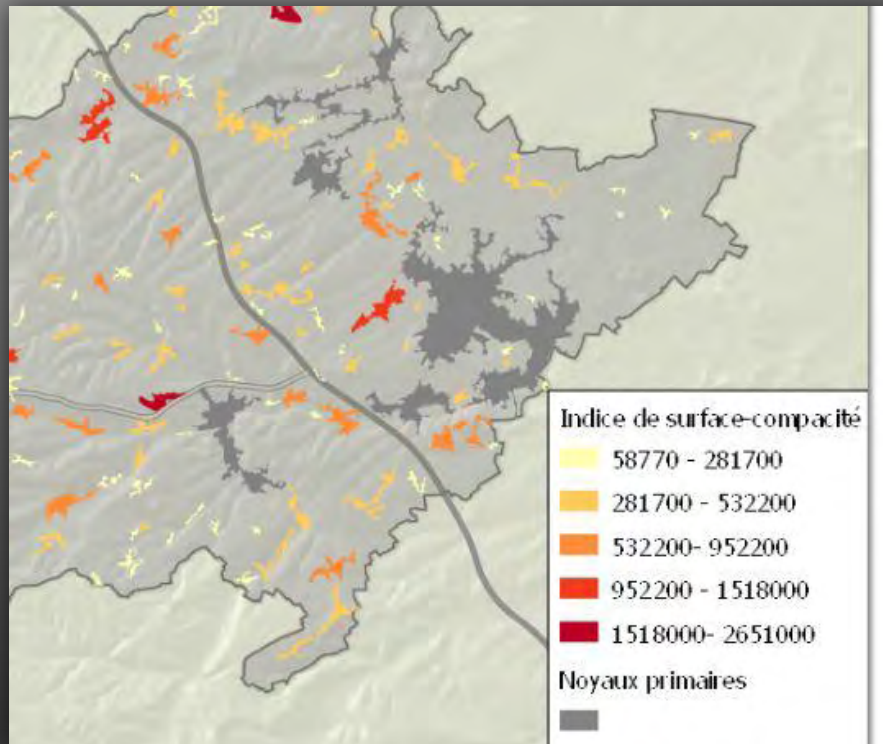 Indice de surface-compacité
58770 - 281700
281700 - 532200
532200- 952200
952200 - 1518000
1518000- 2651000
Noyaux primaires